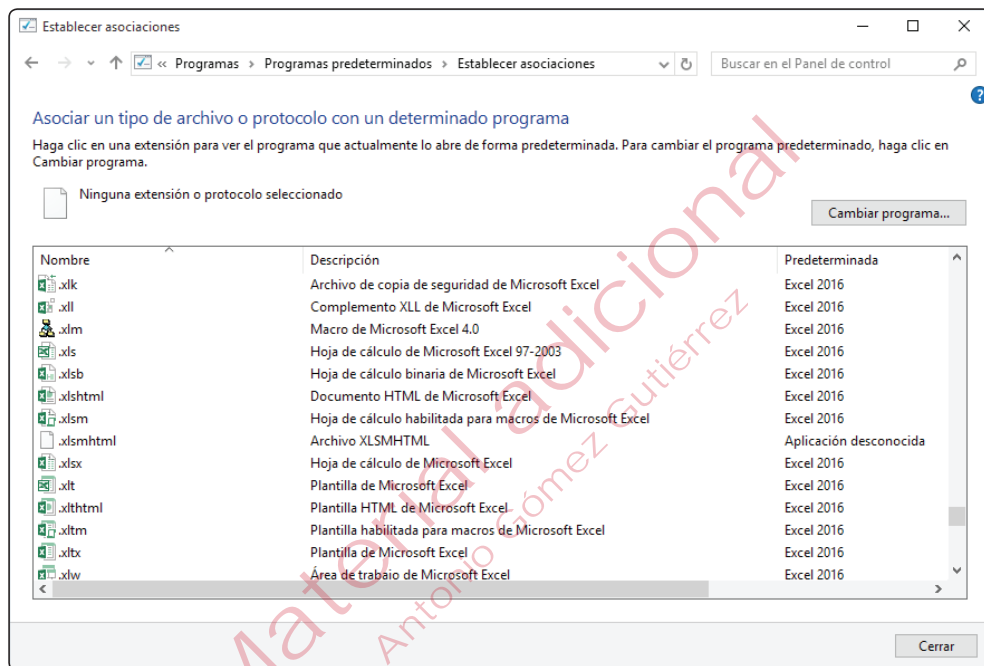 Establecer asociaciones
« Programas > Programas predeterminados > Establecer asociaciones
Buscar en el Panel de control
?
Asociar un tipo de archivo o protocolo con un determinado programa
Haga clic en una extensión para ver el programa que actualmente lo abre de forma predeterminada. Para cambiar el programa predeterminado, haga clic en
Cambiar programa.
Ninguna extensión o protocolo seleccionado
Cambiar programa...
Nombre Descripción Predeterminada
.xlk Archivo de copia de seguridad de Microsoft Excel Excel 2016
.xll Complemento XLL de Microsoft Excel Excel 2016
.xlm Macro de Microsoft Excel 4.0 Excel 2016
.xls Hoja de cálculo de Microsoft Excel 97-2003 Excel 2016
.xlsb Hoja de cálculo binaria de Microsoft Excel Excel 2016
.xlshtml Documento HTML de Microsoft Excel Excel 2016
.xlsm Hoja de cálculo habilitada para macros de Microsoft Excel Excel 2016
.xlsmhtml Archivo XLSMHTML Aplicación desconocida
.xlsx Hoja de cálculo de Microsoft Excel Excel 2016
.xlt Plantilla de Microsoft Excel Excel 2016
.xlthtml Plantilla HTML de Microsoft Excel Excel 2016
.xltm Plantilla habilitada para macros de Microsoft Excel Excel 2016
.xltx Plantilla de Microsoft Excel Excel 2016
.xlw Área de trabajo de Microsoft Excel Excel 2016
Cerrar
Material adicional
Antonio Gómez Gutiérrez